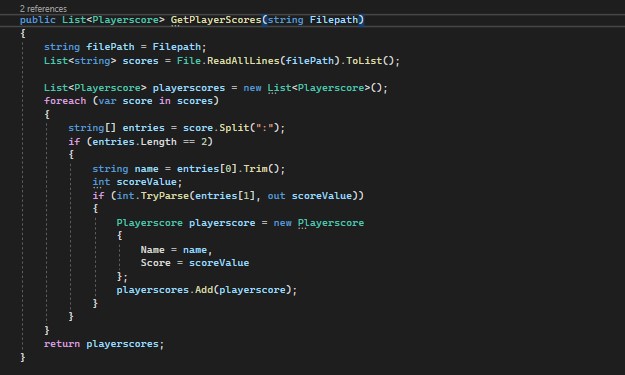 2 references
public List<Playerscore> GetPlayerScores(string Filepath)
{
string filePath = Filepath;
List<string> scores = File.ReadAllLines(filePath).ToList();
List<Playerscore> playerscores = new List<Playerscore>();
foreach (var score in scores)
{
string[] entries = score.Split(":");
if (entries.Length == 2)
{
string name = entries[0].Trim();
int scoreValue;
if (int.TryParse(entries[1], out scoreValue))
{
Playerscore playerscore = new Playerscore
{
Name = name,
Score = scoreValue
};
playerscores.Add(playerscore);
}
}
}
return playerscores;
}